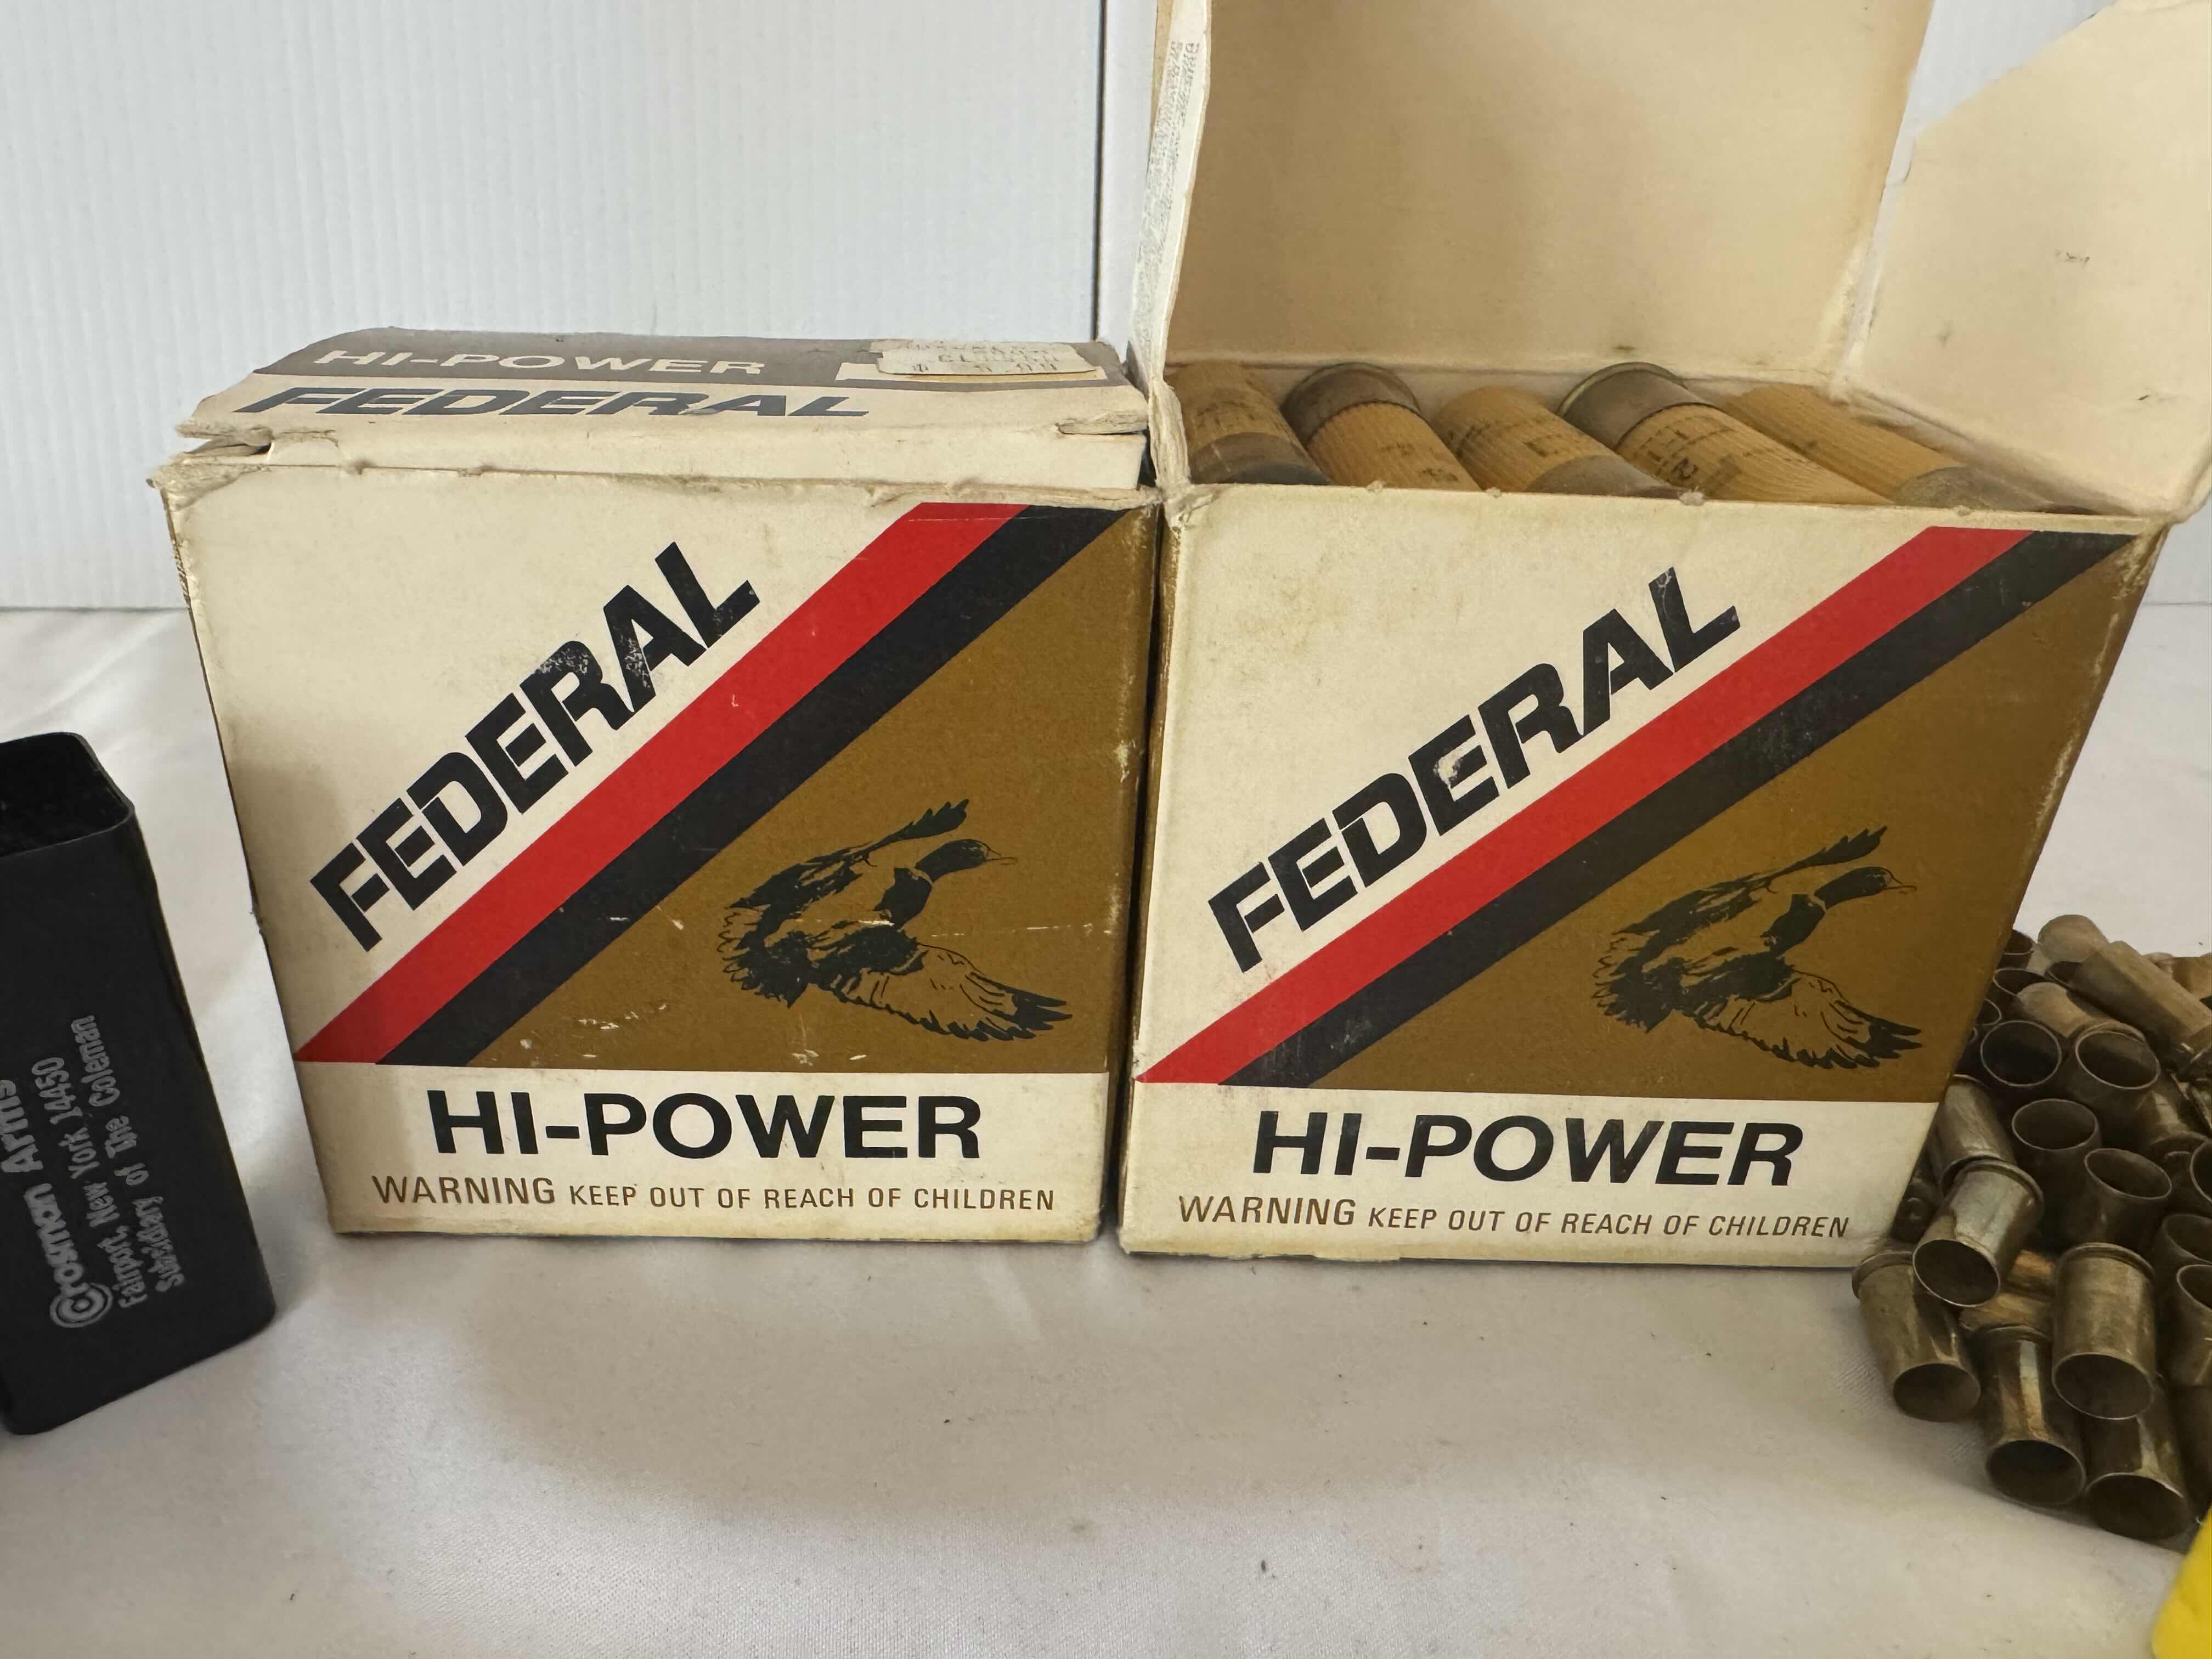 HI-POWER
FEDERAL
FEDERAL
HI-POWER
WARNING KEEP OUT OF REACH OF CHILDREN
FEDERAL
HI-POWER
WARNING KEEP OUT OF REACH OF CHILDREN
Crosman Arms
Fairport, New York 14450
Subsidiary of The Coleman